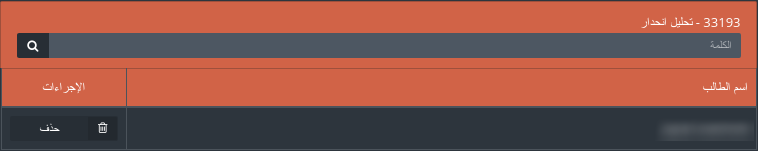 33193 - تحليل انحدار
الكلمة
اسم الطالب
الإجراءات
حذف